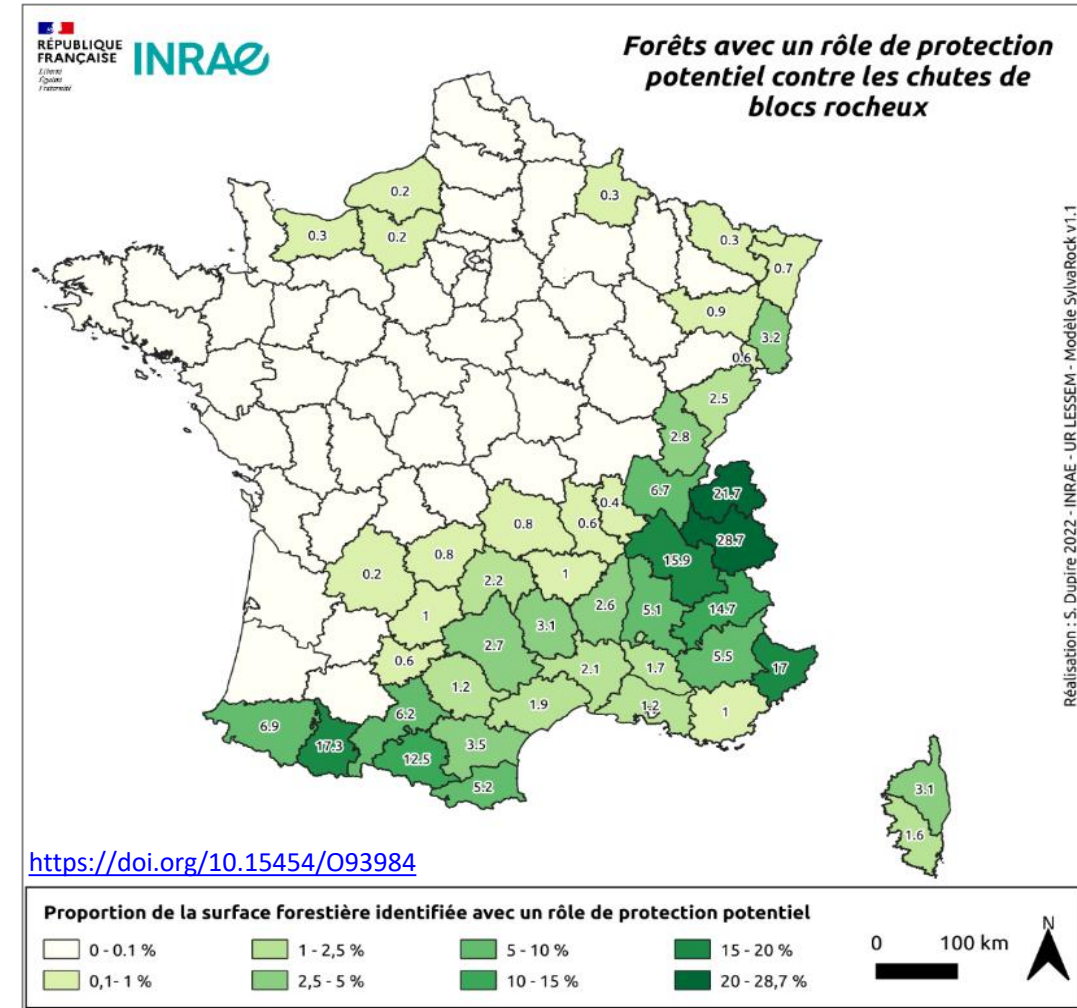 RÉPUBLIQUE
FRANÇAISE
Liberté
Égalité
Fraternité
INRAE
Forêts avec un rôle de protection
potentiel contre les chutes de
blocs rocheux
0.2
0.3
0.3
0.2
0.3
0.7
0.9
3.2
0.6
2.5
2.8
6.7
21.7
0.4
0.8
0.6
28.7
0.8
15.9
0.2
2.2
1
2.6
5.1
14.7
1
3.1
2.7
0.6
2.1
1.7
5.5
17
1.2
1.9
1.2
1
6.2
6.9
17.3
12.5
3.5
5.2
3.1
1.6
Réalisation : S. Dupire 2022 - INRAE - UR LESSEM - Modèle SylvaRock v1.1
https://doi.org/10.15454/O93984
Proportion de la surface forestière identifiée avec un rôle de protection potentiel
0 - 0.1 %
1 - 2,5 %
5 - 10 %
15 - 20 %
0,1- 1 %
2,5 - 5 %
10 - 15 %
20 - 28,7 %
0 100 km
N